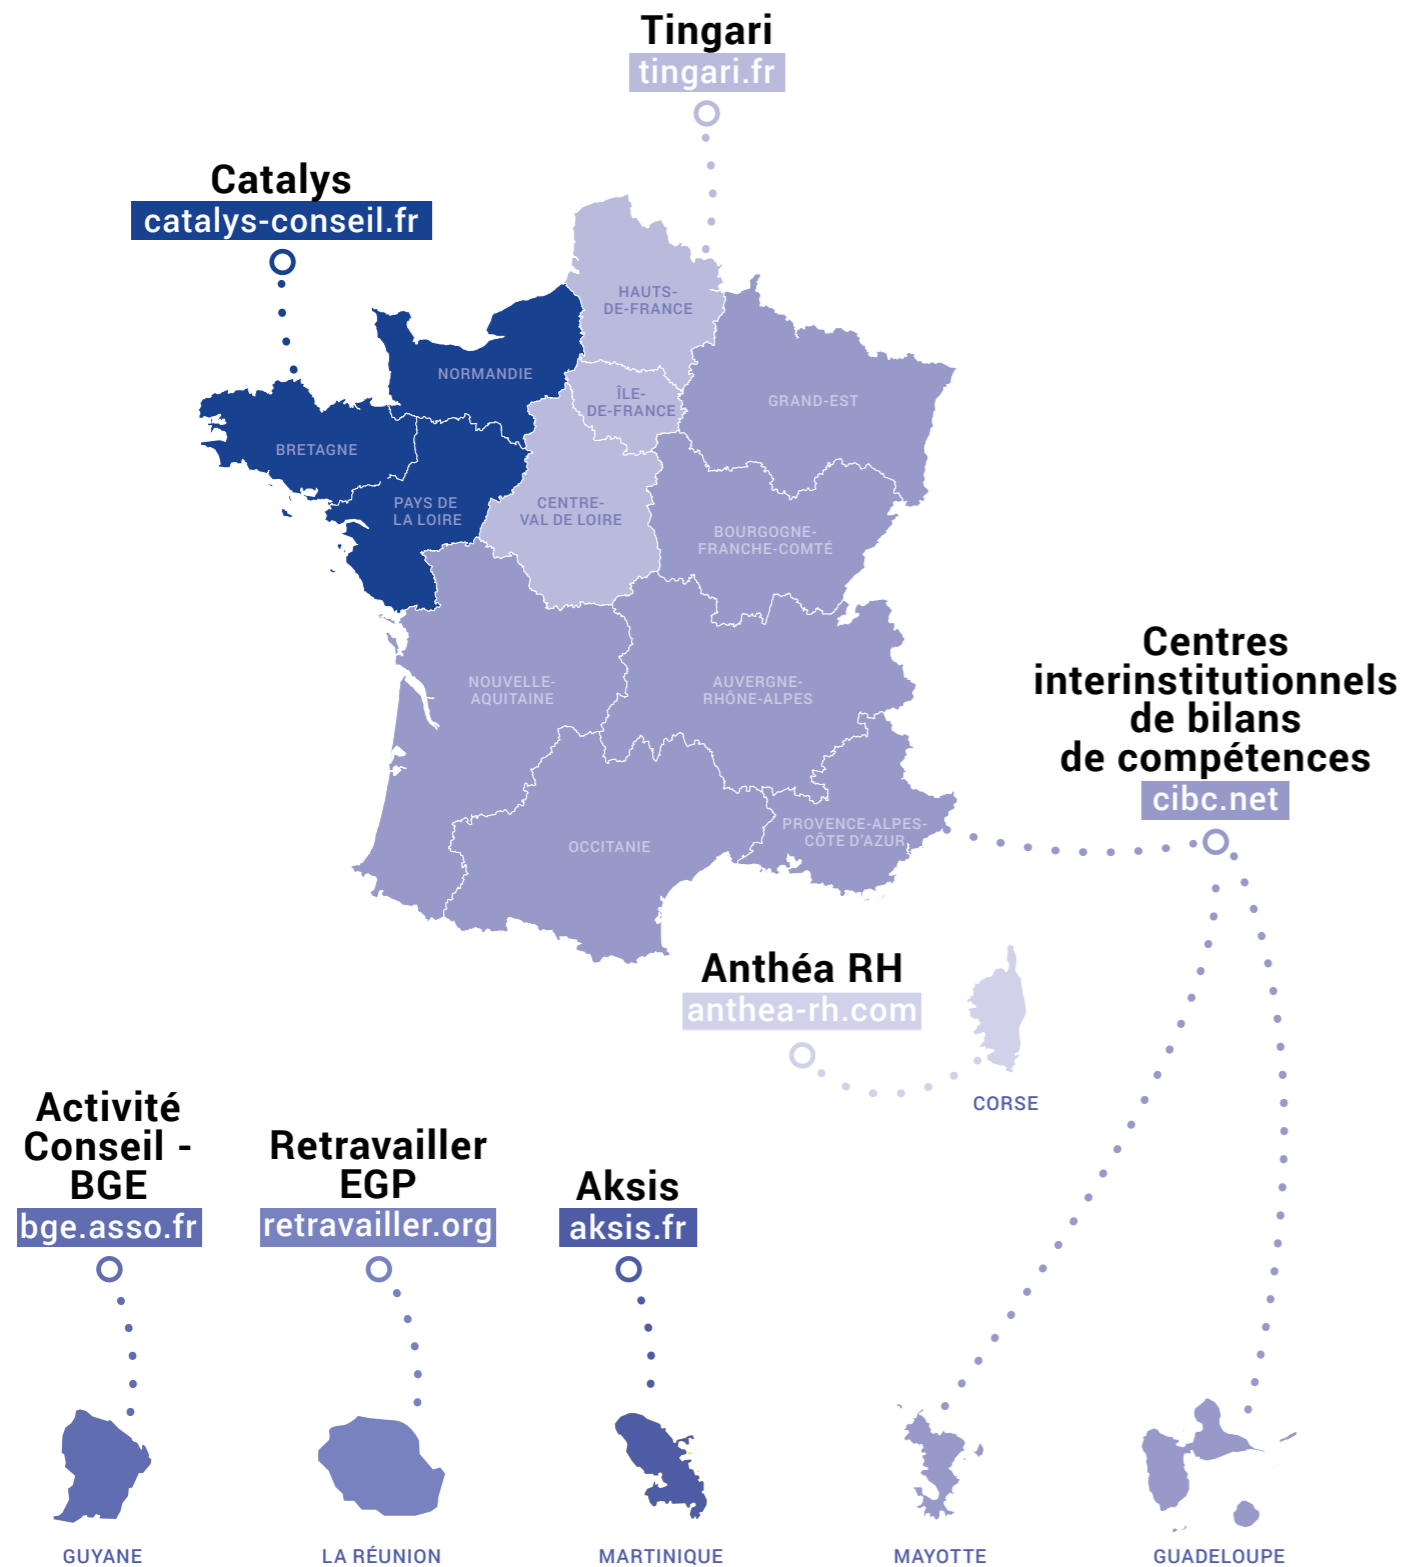 Tingari
tingari.fr
Catalys
catalys-conseil.fr
HAUTS-
DE-FRANCE
NORMANDIE
ÎLE-
DE-FRANCE
GRAND-EST
BRETAGNE
PAYS DE
LA LOIRE
CENTRE-
VAL DE LOIRE
BOURGOGNE-
FRANCHE-COMTÉ
NOUVELLE-
AQUITAINE
AUVERGNE-
RHÔNE-ALPES
Centres
interinstitutionnels
de bilans
de compétences
cibc.net
PROVENCE-ALPES-
CÔTE D'AZUR
OCCITANIE
Anthéa RH
anthea-rh.com
CORSE
Activité
Conseil -
BGE
bge.asso.fr
Retravailler
EGP
retravailler.org
Aksis
aksis.fr
GUYANE
LA RÉUNION
MARTINIQUE
MAYOTTE
GUADELOUPE